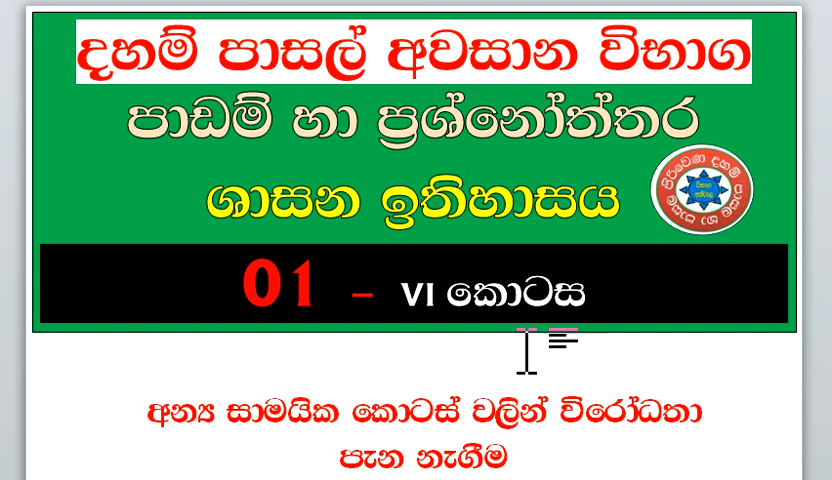 දහම් පාසල් අවසාන විභාග
පාඩම් හා ප්‍රශ්නෝත්තර
ශාසන ඉතිහාසය
01 – VI කොටස
අන්‍ය සාමයික කොටස් වලින් විරෝධතා
පැන නැගීම